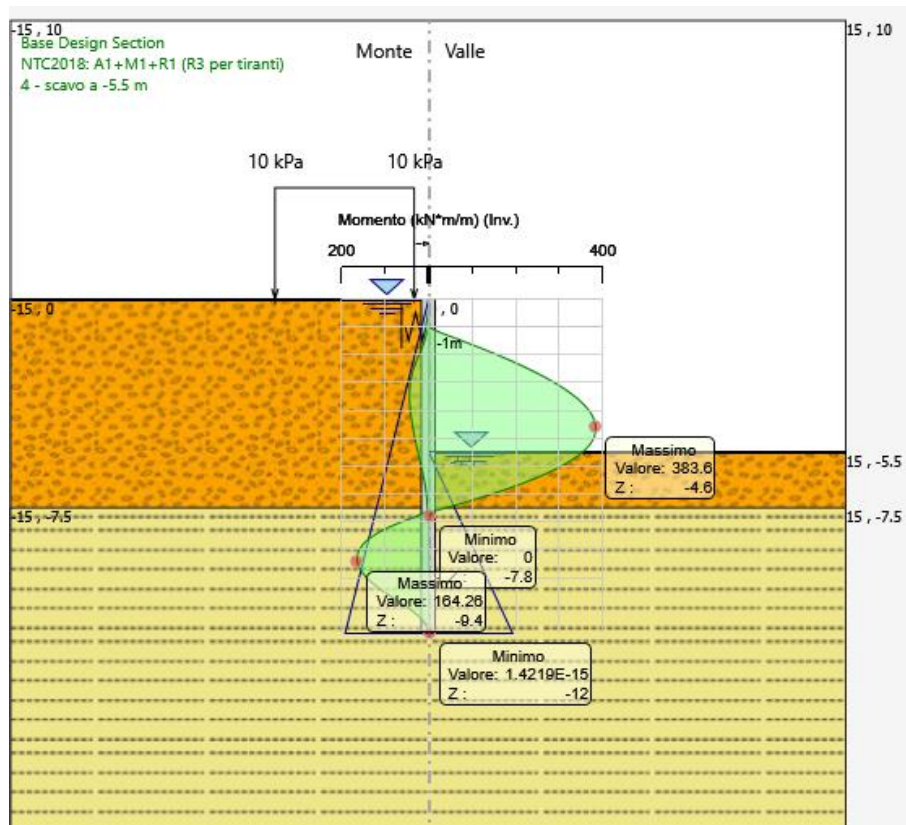 -15 , 10
15 , 10
Base Design Section
NTC2018: A1+M1+R1 (R3 per tiranti)
4 - scavo a -5.5 m
Monte
Valle
10 kPa
10 kPa
Momento (kN*m/m) (Inv.)
200
400
-15 , 0
, 0
-1m
Massimo
Valore: 383.6
Z : -4.6
15 , -5.5
-15 , -7.5
15 , -7.5
Minimo
Valore: 0
-7.8
Massimo
Valore: 164.26
Z : -9.4
Minimo
Valore: 1.4219E-15
Z : -12